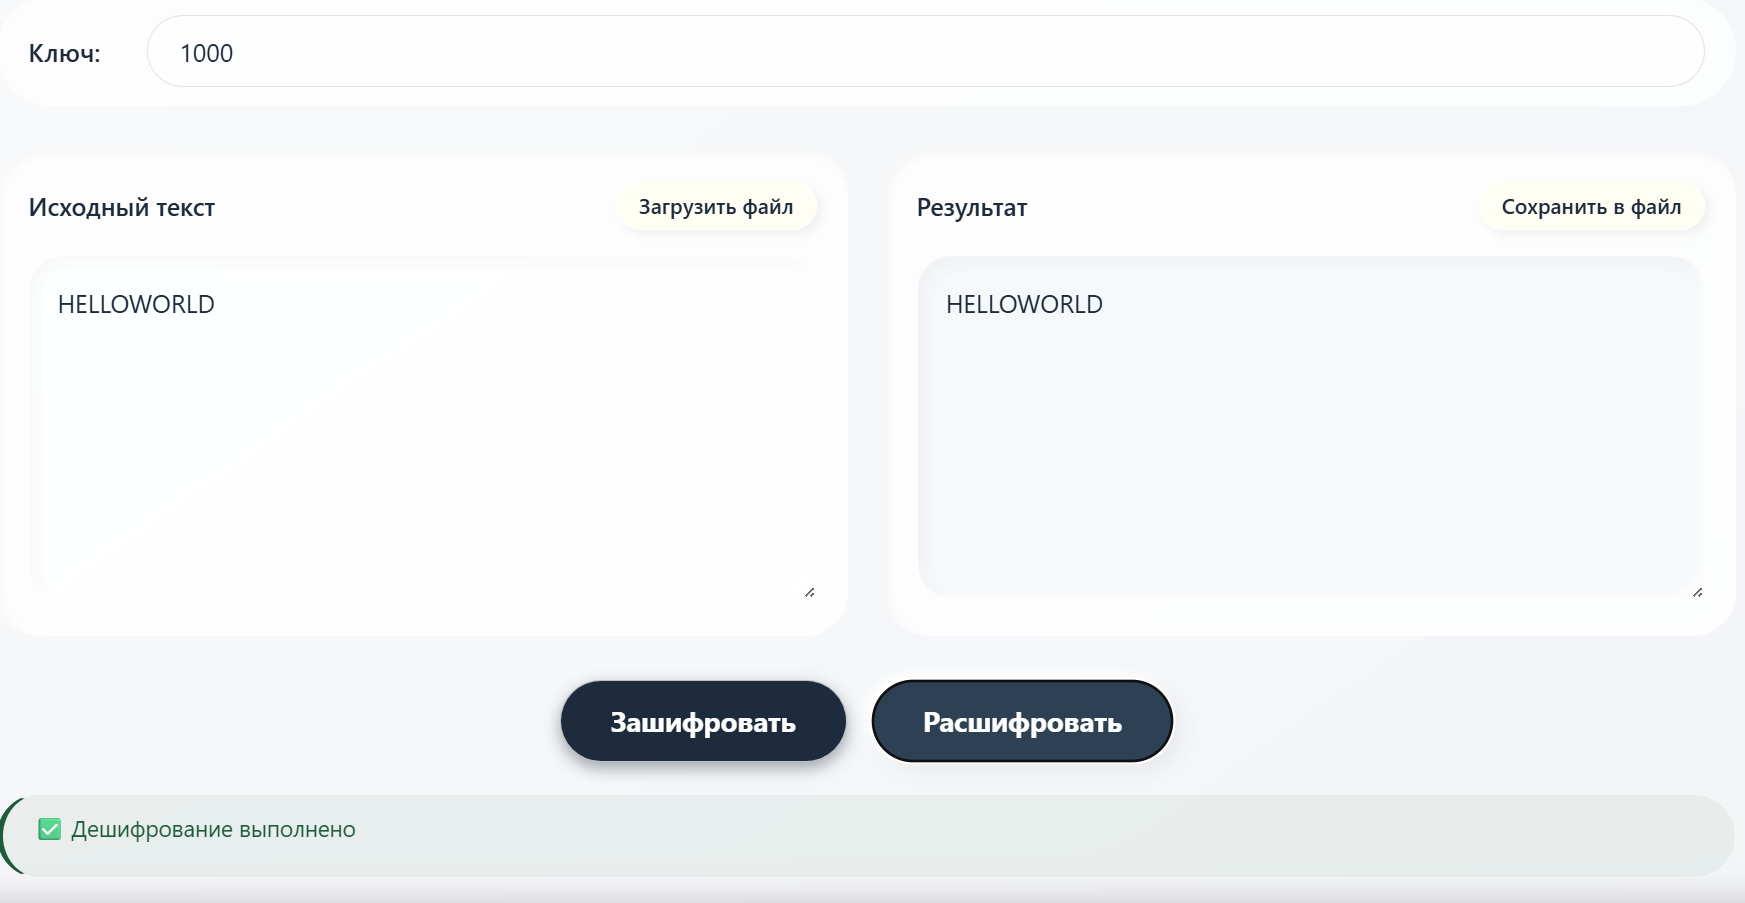 Ключ:
1000
Исходный текст
Загрузить файл
HELLOWORLD
Результат
Сохранить в файл
HELLOWORLD
Зашифровать
Расшифровать
✅ Дешифрование выполнено